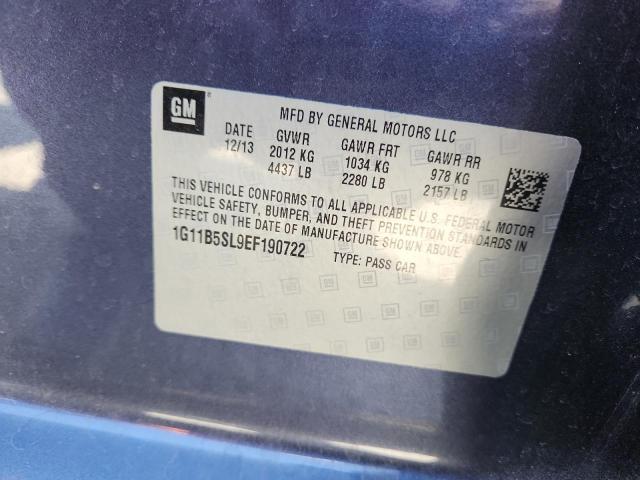 GM
MFD BY GENERAL MOTORS LLC
DATE GVWR GAWR FRT GAWR RR
12/13 2012 KG 1034 KG 978 KG
4437 LB 2280 LB 2157 LB
THIS VEHICLE CONFORMS TO ALL APPLICABLE U.S. FEDERAL MOTOR
VEHICLE SAFETY, BUMPER, AND THEFT PREVENTION STANDARDS IN
EFFECT ON THE DATE OF MANUFACTURE SHOWN ABOVE.
1G11B5SL9EF190722 TYPE: PASS CAR